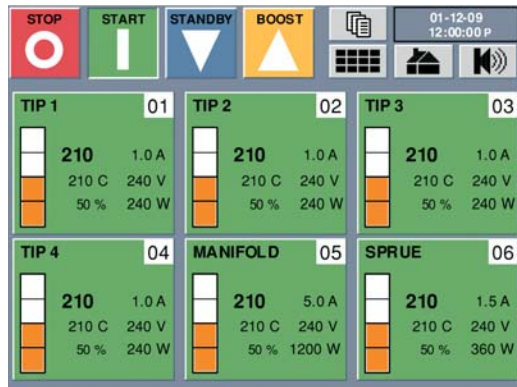 STOP START STANDBY BOOST 01-12-09
12:00:00 P
TIP 1 01 TIP 2 02 TIP 3 03
210 1.0 A 210 1.0 A 210 1.0 A
210 C 240 V 210 C 240 V 210 C 240 V
50 % 240 W 50 % 240 W 50 % 240 W
TIP 4 04 MANIFOLD 05 SPRUE 06
210 1.0 A 210 5.0 A 210 1.5 A
210 C 240 V 210 C 240 V 210 C 240 V
50 % 240 W 50 % 1200 W 50 % 360 W